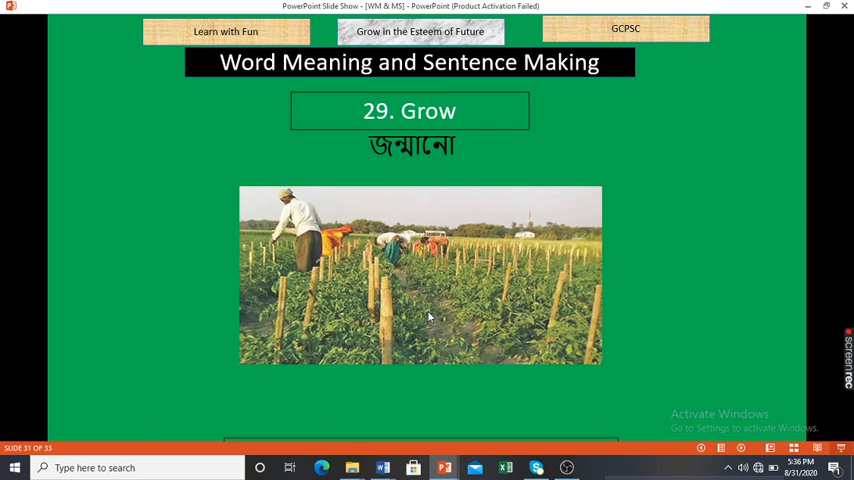 PowerPoint Slide Show - [WM & MS] - PowerPoint (Product Activation Failed)
Learn with Fun
Grow in the Esteem of Future
GCPSC
Word Meaning and Sentence Making
29. Grow
জন্মানো
screenrec
Activate Windows
Go to Settings to activate Windows.
SLIDE 31 OF 33
Type here to search
5:36 PM
8/31/2020